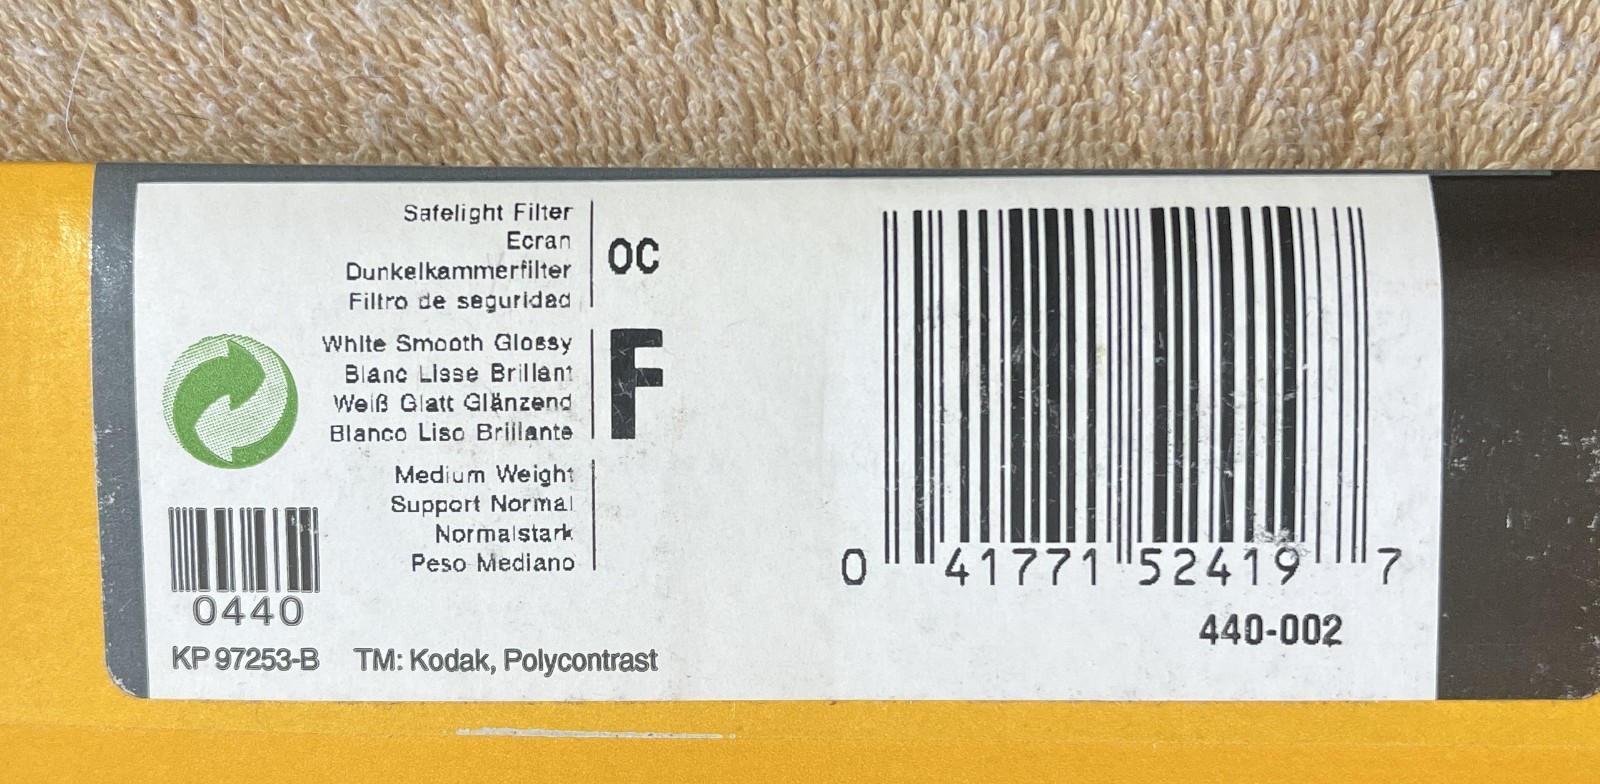 Safelight Filter
Ecran
Dunkelkammerfilter
Filtro de seguridad
OC
White Smooth Glossy
Blanc Lisse Brillant
Weiß Glatt Glänzend
Blanco Liso Brillante
F
Medium Weight
Support Normal
Normalstark
Peso Mediano
0440
KP 97253-B TM: Kodak, Polycontrast
0 41771 52419 7
440-002